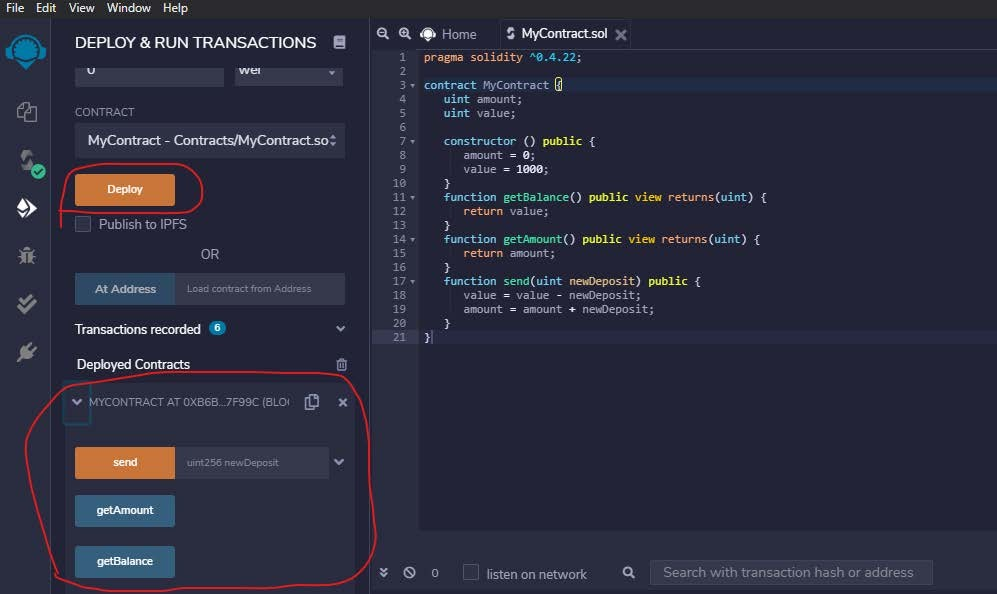 File Edit View Window Help
DEPLOY & RUN TRANSACTIONS
0 wei
CONTRACT
MyContract - Contracts/MyContract.so
Deploy
Publish to IPFS
OR
At Address Load contract from Address
Transactions recorded 6
Deployed Contracts
MYCONTRACT AT 0XB6B...7F99C (BLOC
send uint256 newDeposit
getAmount
getBalance
Home MyContract.sol
1 pragma solidity ^0.4.22;
2
3 contract MyContract {
4 uint amount;
5 uint value;
6
7 constructor () public {
8 amount = 0;
9 value = 1000;
10 }
11 function getBalance() public view returns(uint) {
12 return value;
13 }
14 function getAmount() public view returns(uint) {
15 return amount;
16 }
17 function send(uint newDeposit) public {
18 value = value - newDeposit;
19 amount = amount + newDeposit;
20 }
21 }
0 listen on network Search with transaction hash or address